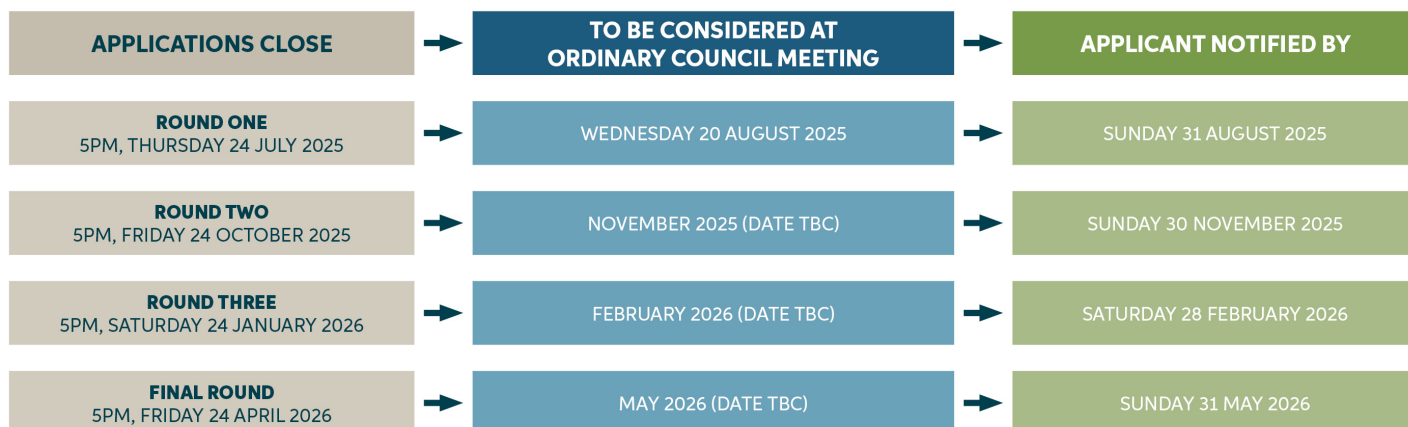 APPLICATIONS CLOSE
TO BE CONSIDERED AT
ORDINARY COUNCIL MEETING
APPLICANT NOTIFIED BY
ROUND ONE
5PM, THURSDAY 24 JULY 2025
WEDNESDAY 20 AUGUST 2025
SUNDAY 31 AUGUST 2025
ROUND TWO
5PM, FRIDAY 24 OCTOBER 2025
NOVEMBER 2025 (DATE TBC)
SUNDAY 30 NOVEMBER 2025
ROUND THREE
5PM, SATURDAY 24 JANUARY 2026
FEBRUARY 2026 (DATE TBC)
SATURDAY 28 FEBRUARY 2026
FINAL ROUND
5PM, FRIDAY 24 APRIL 2026
MAY 2026 (DATE TBC)
SUNDAY 31 MAY 2026